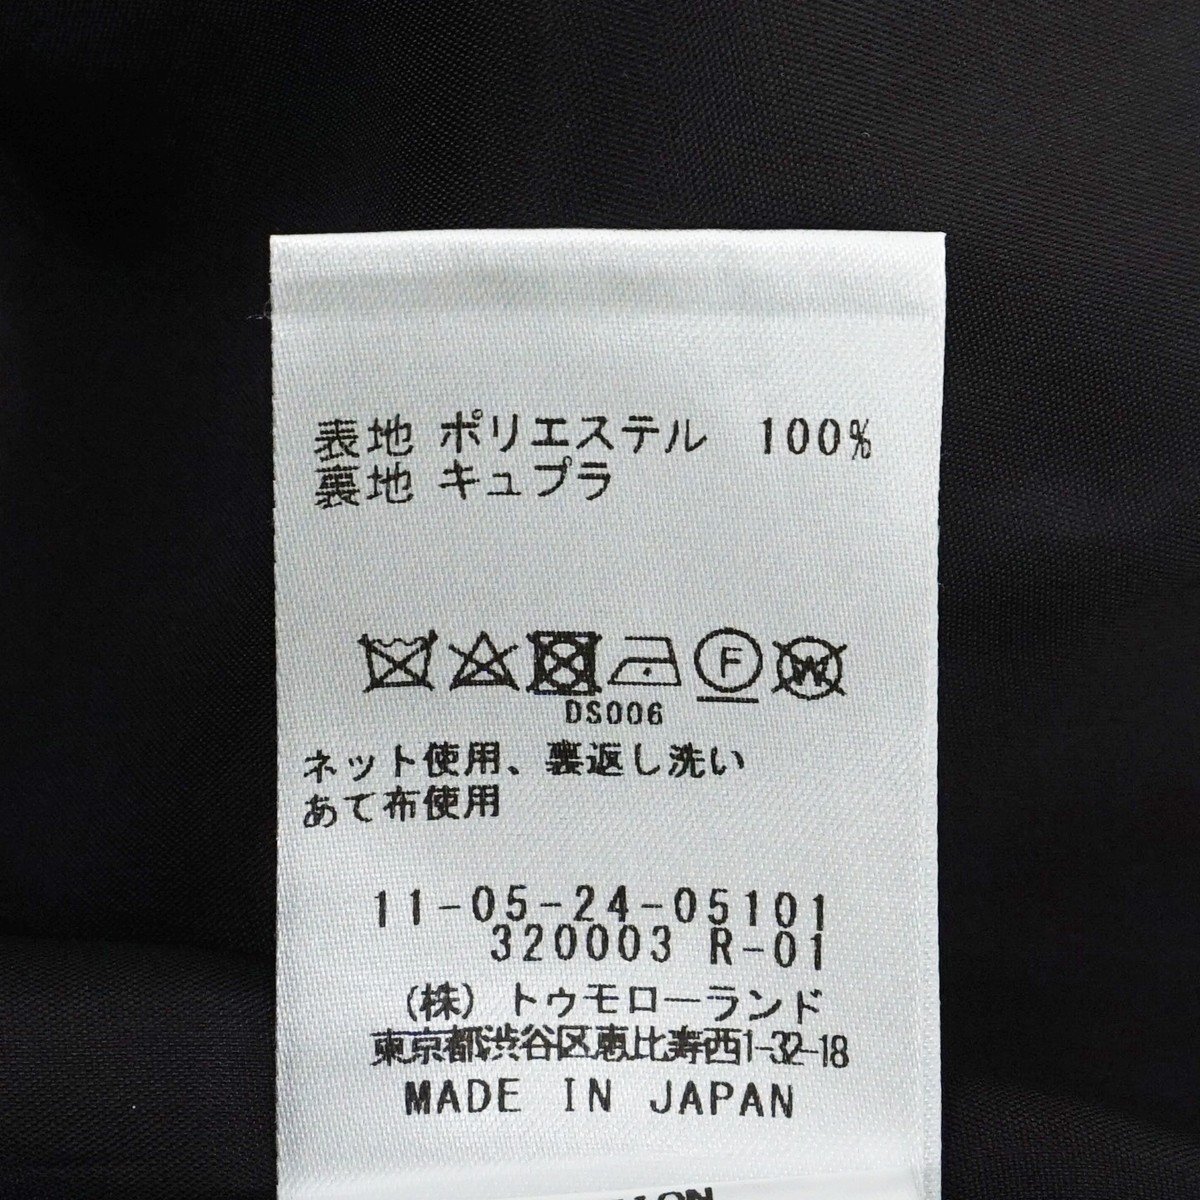 表地 ポリエステル 100%
裏地 キュプラ
F W
DS006
ネット使用、裏返し洗い
あて布使用
11-05-24-05101
320003 R-01
(株) トゥモローランド
東京都渋谷区恵比寿西1-32-18
MADE IN JAPAN